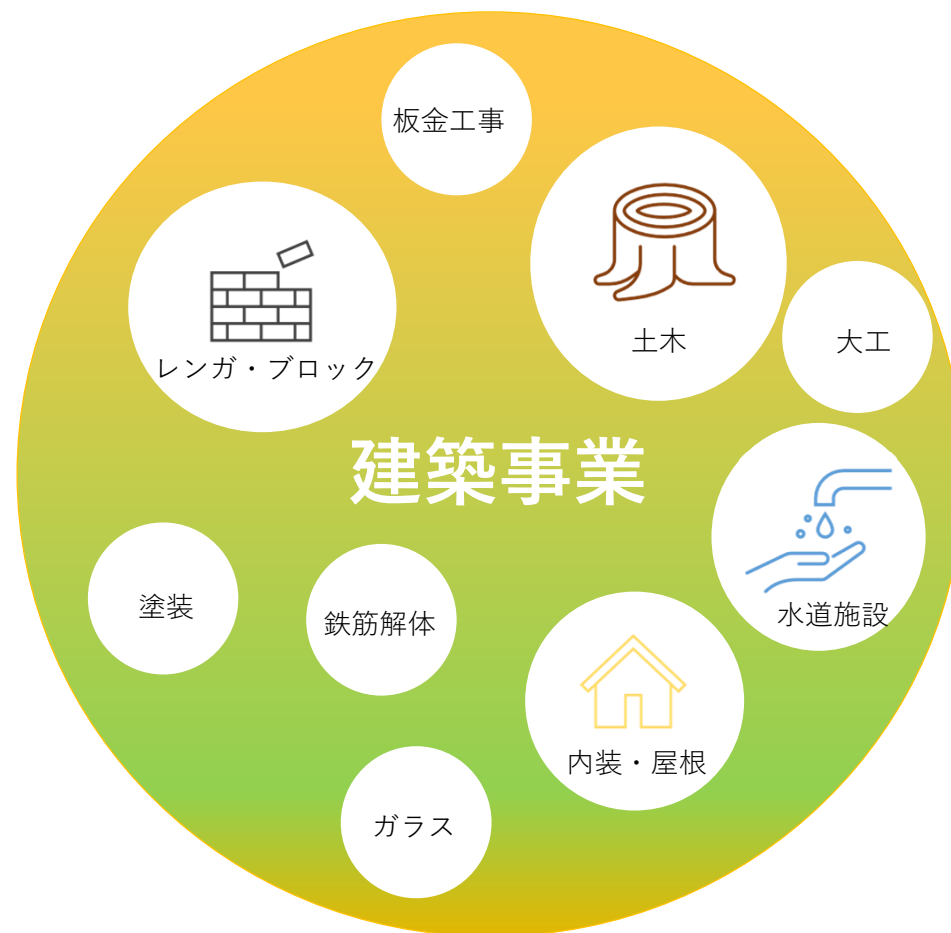 板金工事
土木
大工
レンガ・ブロック
建築事業
塗装
鉄筋解体
水道施設
内装・屋根
ガラス